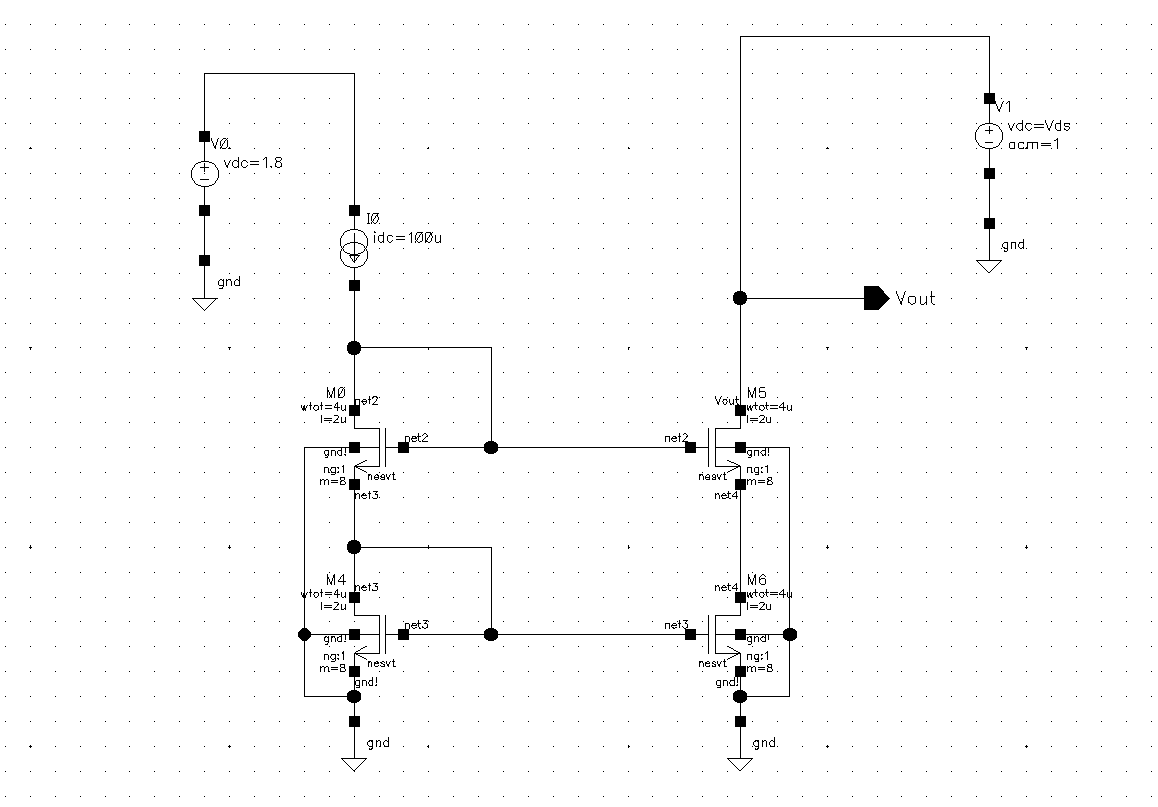 V0
vdc=1.8
gnd
I0
idc=100u
V1
vdc=Vds
acm=1
gnd
Vout
M0
wtot=4u
l=2u
net2
net2
gnd!
ng:1
m=8
nesvt
net3
Vout
M5
wtot=4u
l=2u
net2
gnd!
ng:1
m=8
nesvt
net4
M4
wtot=4u
l=2u
net3
net3
gnd!
ng:1
m=8
nesvt
gnd!
gnd
net4
M6
wtot=4u
l=2u
net3
gnd!
ng:1
m=8
nesvt
gnd!
gnd